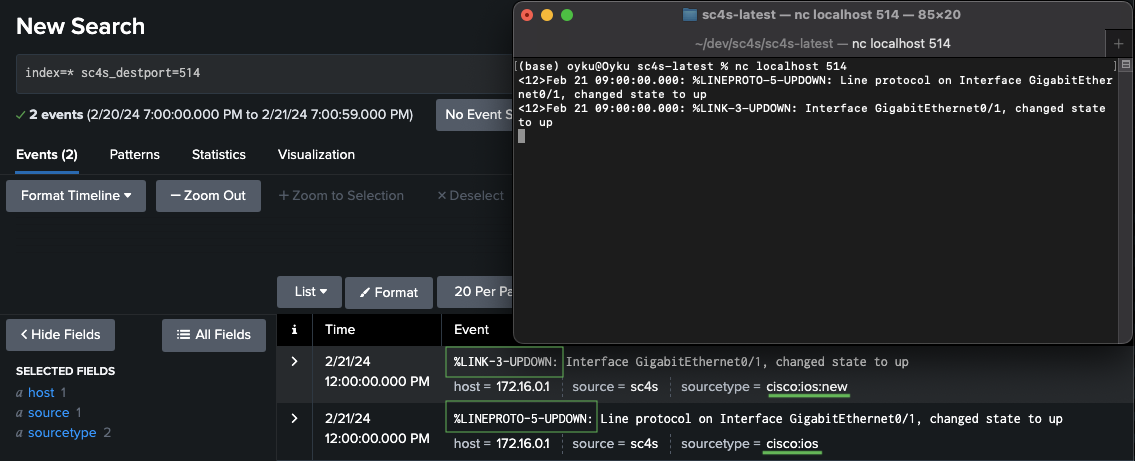 New Search
index=* sc4s_destport=514
2 events (2/20/24 7:00:00.000 PM to 2/21/24 7:00:59.000 PM)
No Event S
Events (2) Patterns Statistics Visualization
Format Timeline — Zoom Out + Zoom to Selection × Deselect
sc4s-latest — nc localhost 514 — 85×20
~/dev/sc4s/sc4s-latest — nc localhost 514 +
[(base) oyku@Oyku sc4s-latest % nc localhost 514 ]
<12>Feb 21 09:00:00.000: %LINEPROTO-5-UPDOWN: Line protocol on Interface GigabitEther
net0/1, changed state to up
<12>Feb 21 09:00:00.000: %LINK-3-UPDOWN: Interface GigabitEthernet0/1, changed state
to up
List Format 20 Per Pa
< Hide Fields All Fields
SELECTED FIELDS
a host 1
a source 1
a sourcetype 2
i Time Event
> 2/21/24 %LINK-3-UPDOWN: Interface GigabitEthernet0/1, changed state to up
12:00:00.000 PM host = 172.16.0.1 source = sc4s sourcetype = cisco:ios:new
> 2/21/24 %LINEPROTO-5-UPDOWN: Line protocol on Interface GigabitEthernet0/1, changed state to up
12:00:00.000 PM host = 172.16.0.1 source = sc4s sourcetype = cisco:ios